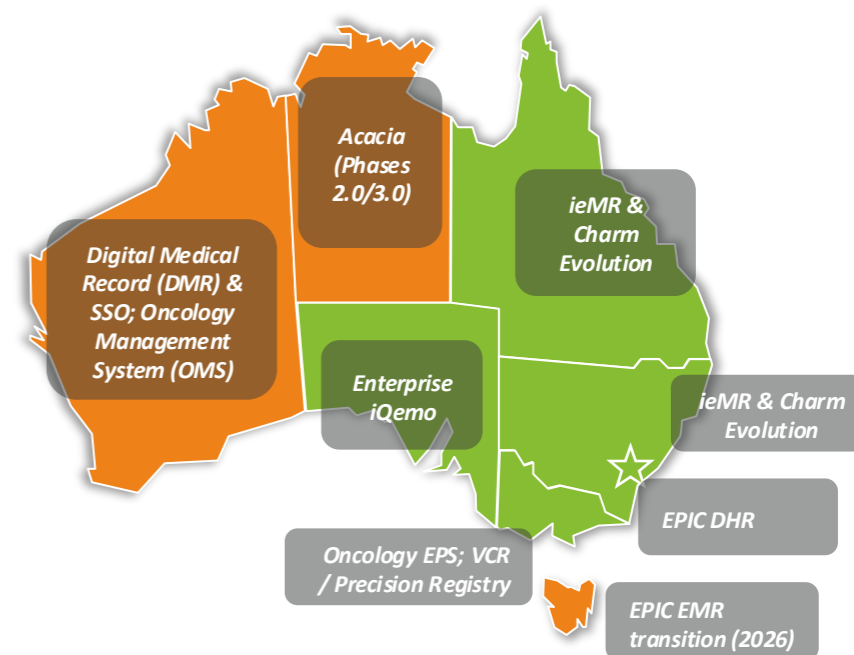 Acacia
(Phases
2.0/3.0)
ieMR &
Charm
Evolution
Digital Medical
Record (DMR) &
SSO; Oncology
Management
System (OMS)
Enterprise
iQemo
ieMR & Charm
Evolution
EPIC DHR
Oncology EPS; VCR
/ Precision Registry
EPIC EMR
transition (2026)